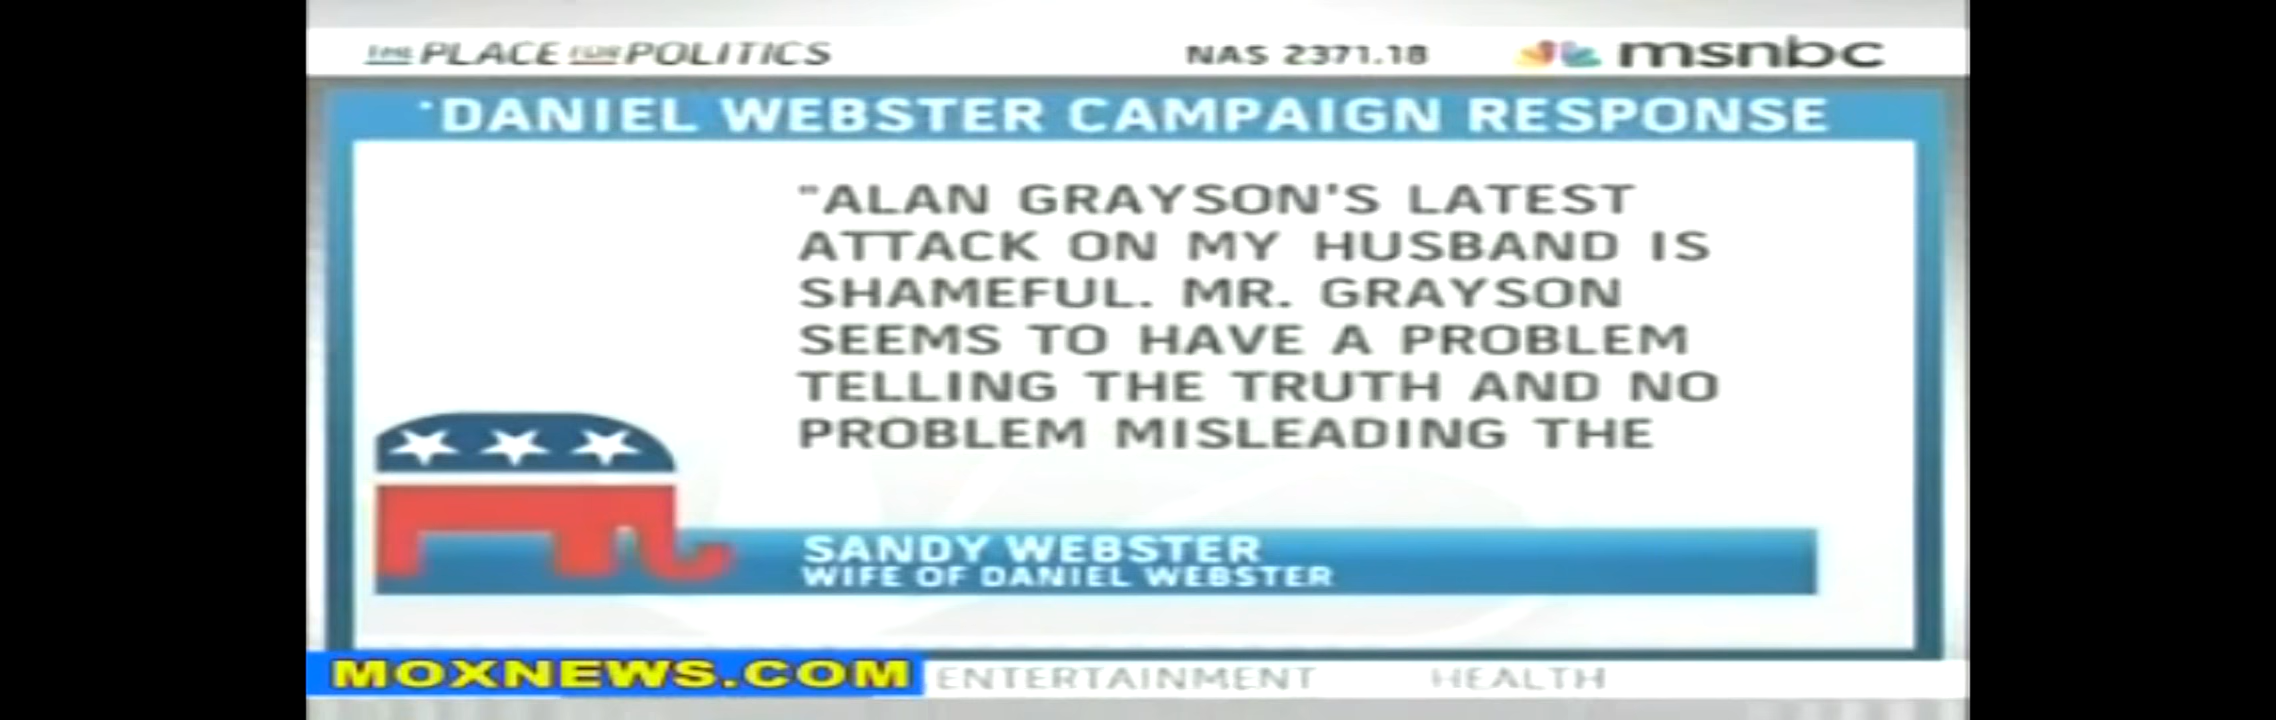 THE PLACE FOR POLITICS NAS 2371.18 msnbc
"DANIEL WEBSTER CAMPAIGN RESPONSE
"ALAN GRAYSON'S LATEST
ATTACK ON MY HUSBAND IS
SHAMEFUL. MR. GRAYSON
SEEMS TO HAVE A PROBLEM
TELLING THE TRUTH AND NO
PROBLEM MISLEADING THE
SANDY WEBSTER
WIFE OF DANIEL WEBSTER
MOXNEWS.COM ENTERTAINMENT HEALTH